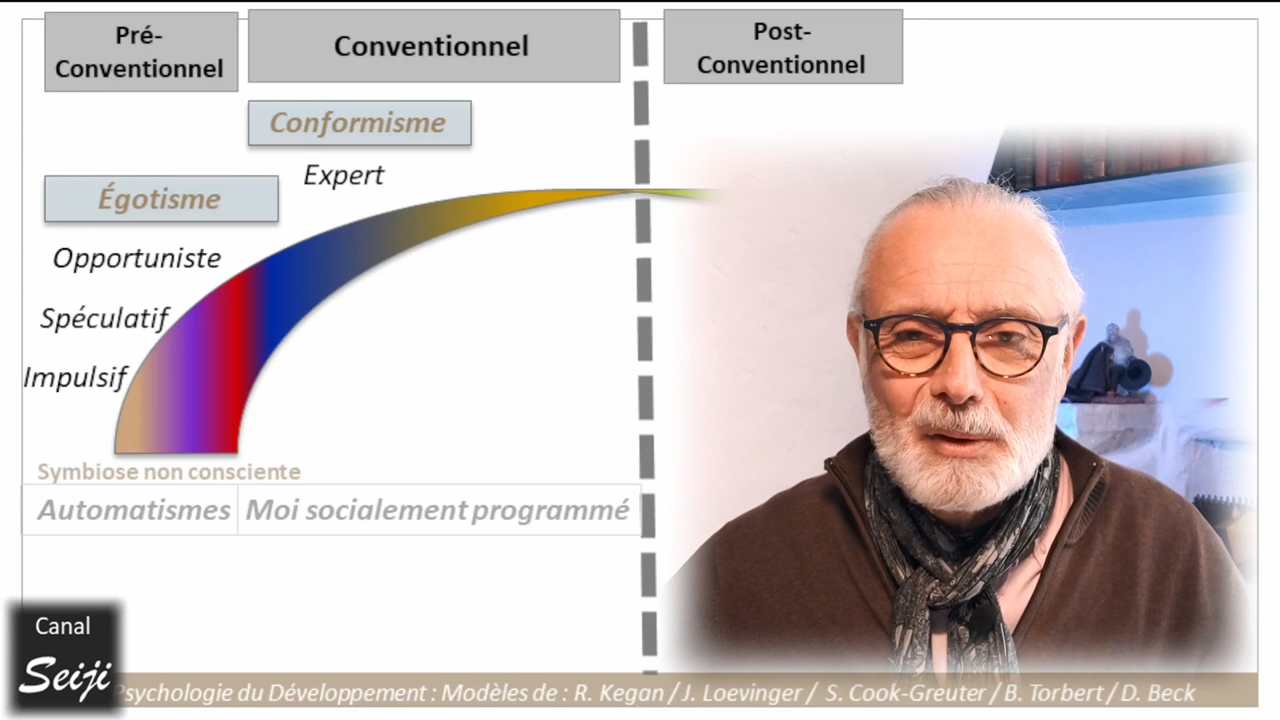 Pré-
Conventionnel
Conventionnel
Post-
Conventionnel
Conformisme
Expert
Égotisme
Opportuniste
Spéculatif
Impulsif
Symbiose non consciente
Automatismes
Moi socialement programmé
Canal
Seiji
Psychologie du Développement : Modèles de : R. Kegan / J. Loevinger / S. Cook-Greuter / B. Torbert / D. Beck